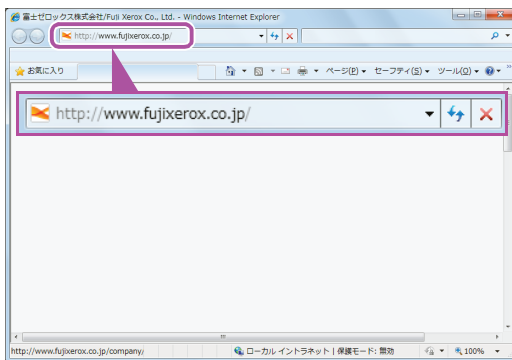 富士ゼロックス株式会社/Fuji Xerox Co., Ltd. - Windows Internet Explorer
http://www.fujixerox.co.jp/
お気に入り ページ(P) セーフティ(S) ツール(O)
http://www.fujixerox.co.jp/
http://www.fujixerox.co.jp/company/ ローカル イントラネット | 保護モード: 無効 100%